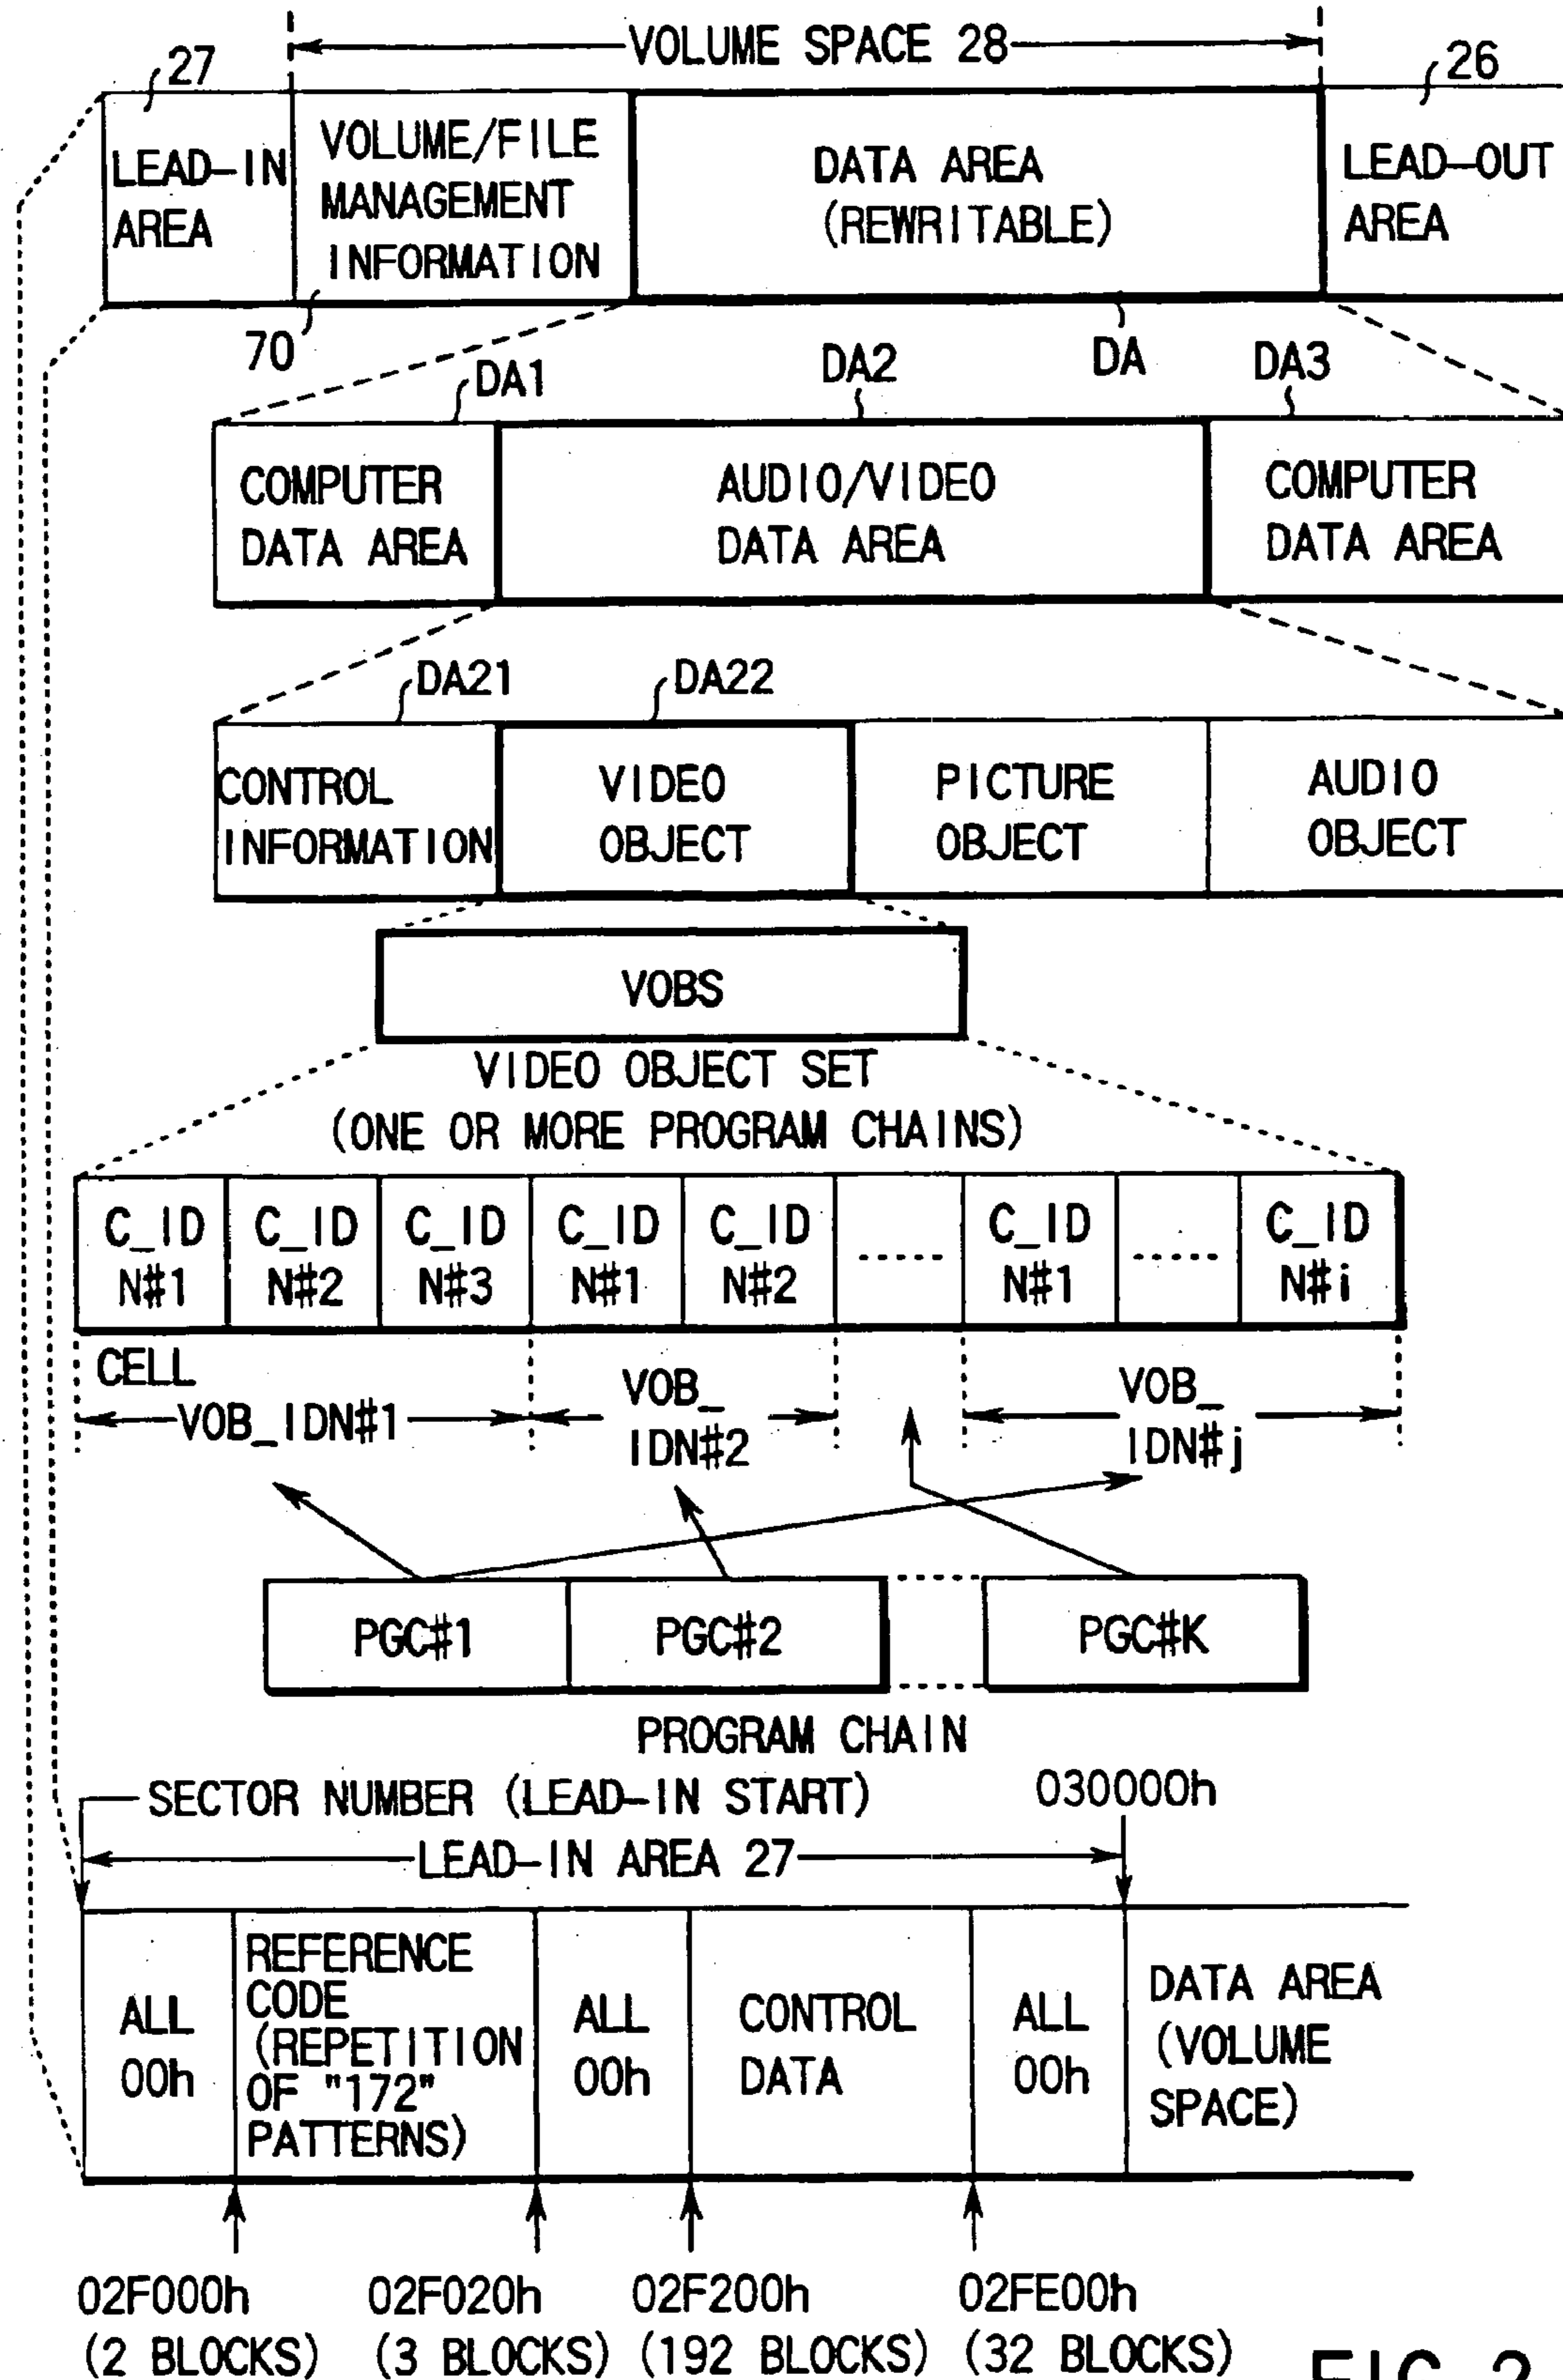 VOLUME SPACE 28
27
26
LEAD-IN
AREA
VOLUME/FILE
MANAGEMENT
INFORMATION
DATA AREA
(REWRITABLE)
LEAD-OUT
AREA
70
DA1
DA2
DA
DA3
COMPUTER
DATA AREA
AUDIO/VIDEO
DATA AREA
COMPUTER
DATA AREA
DA21
DA22
CONTROL
INFORMATION
VIDEO
OBJECT
PICTURE
OBJECT
AUDIO
OBJECT
VOBS
VIDEO OBJECT SET
(ONE OR MORE PROGRAM CHAINS)
C_ID
N#1
C_ID
N#2
C_ID
N#3
C_ID
N#1
C_ID
N#2
C_ID
N#1
C_ID
N#i
CELL
VOB_IDN#1
VOB_
IDN#2
VOB_
IDN#j
PGC#1
PGC#2
PGC#K
PROGRAM CHAIN
SECTOR NUMBER (LEAD-IN START)
030000h
LEAD-IN AREA 27
ALL
00h
REFERENCE
CODE
(REPETITION
OF "172"
PATTERNS)
ALL
00h
CONTROL
DATA
ALL
00h
DATA AREA
(VOLUME
SPACE)
02F000h
(2 BLOCKS)
02F020h
(3 BLOCKS)
02F200h
(192 BLOCKS)
02FE00h
(32 BLOCKS)
FIG. 2